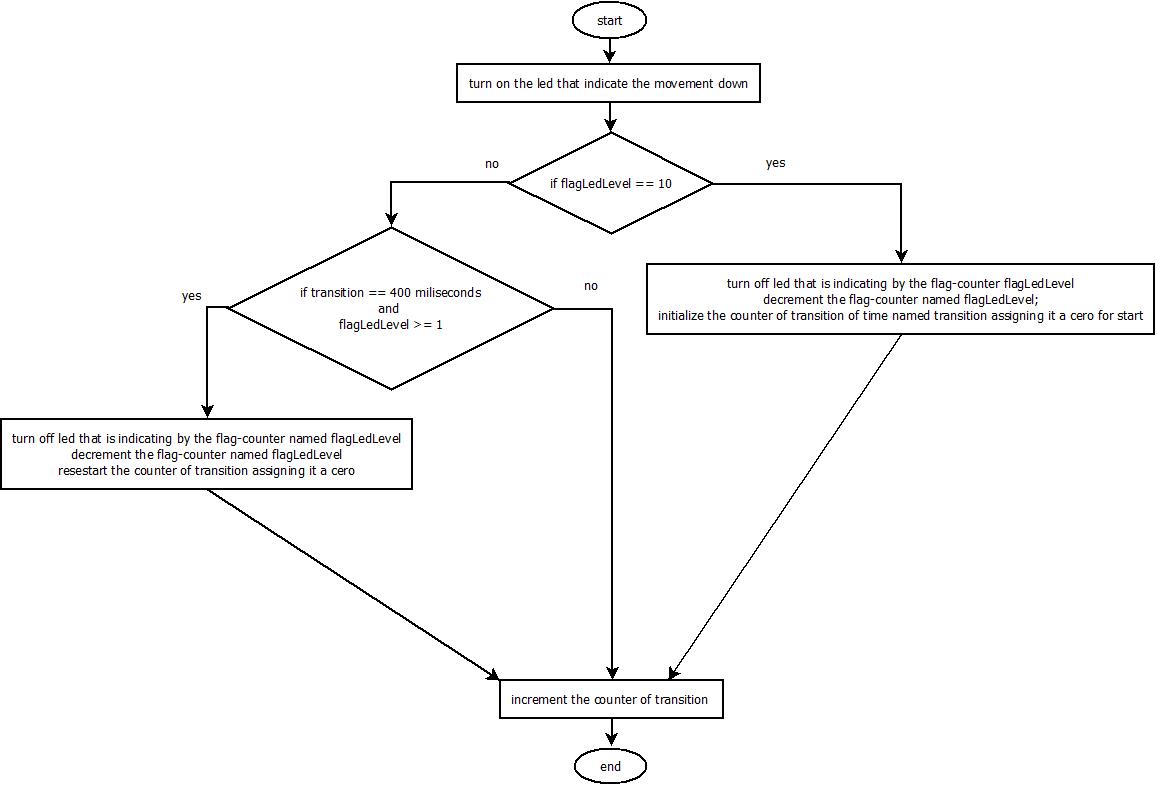 start
turn on the led that indicate the movement down
no
yes
if flagLedLevel == 10
yes
if transition == 400 miliseconds
and
flagLedLevel >= 1
no
turn off led that is indicating by the flag-counter flagLedLevel
decrement the flag-counter named flagLedLevel;
initialize the counter of transition of time named transition assigning it a cero for start
turn off led that is indicating by the flag-counter named flagLedLevel
decrement the flag-counter named flagLedLevel
resestart the counter of transition assigning it a cero
increment the counter of transition
end